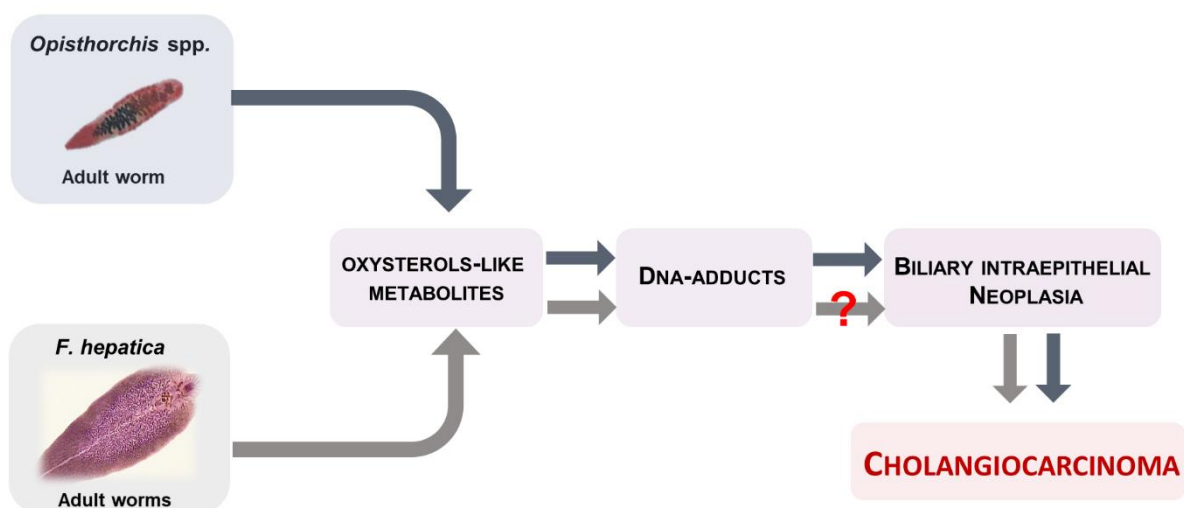 Opisthorchis spp.
Adult worm
OXYSTEROLS-LIKE
METABOLITES
DNA-ADDUCTS
BILIARY INTRAEPITHELIAL
NEOPLASIA
?
F. hepatica
Adult worms
CHOLANGIOCARCINOMA